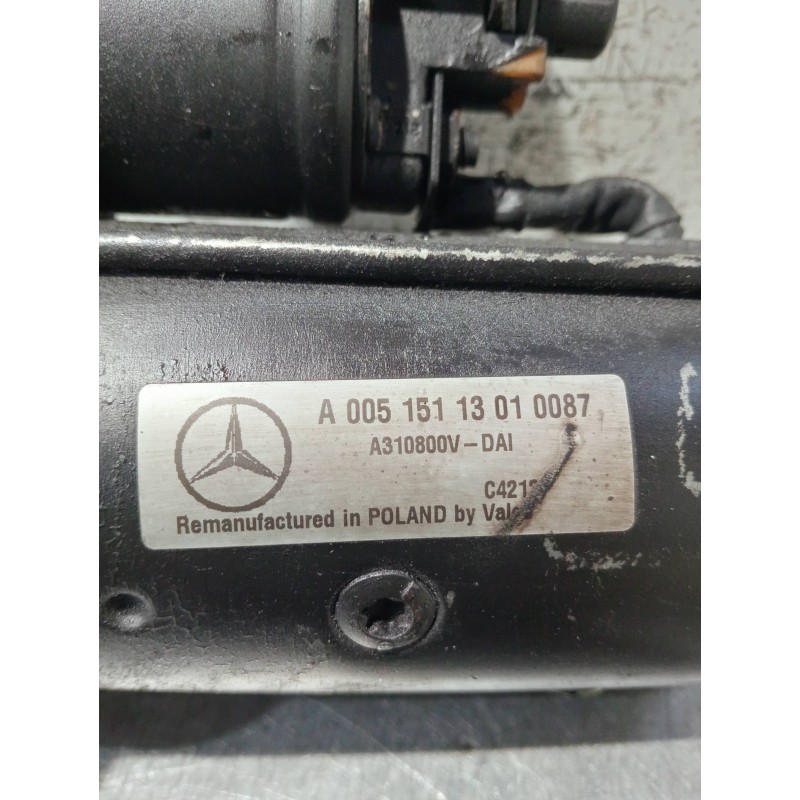 A 005 151 13 01 0087
A310800V-DAI
Remanufactured in POLAND by